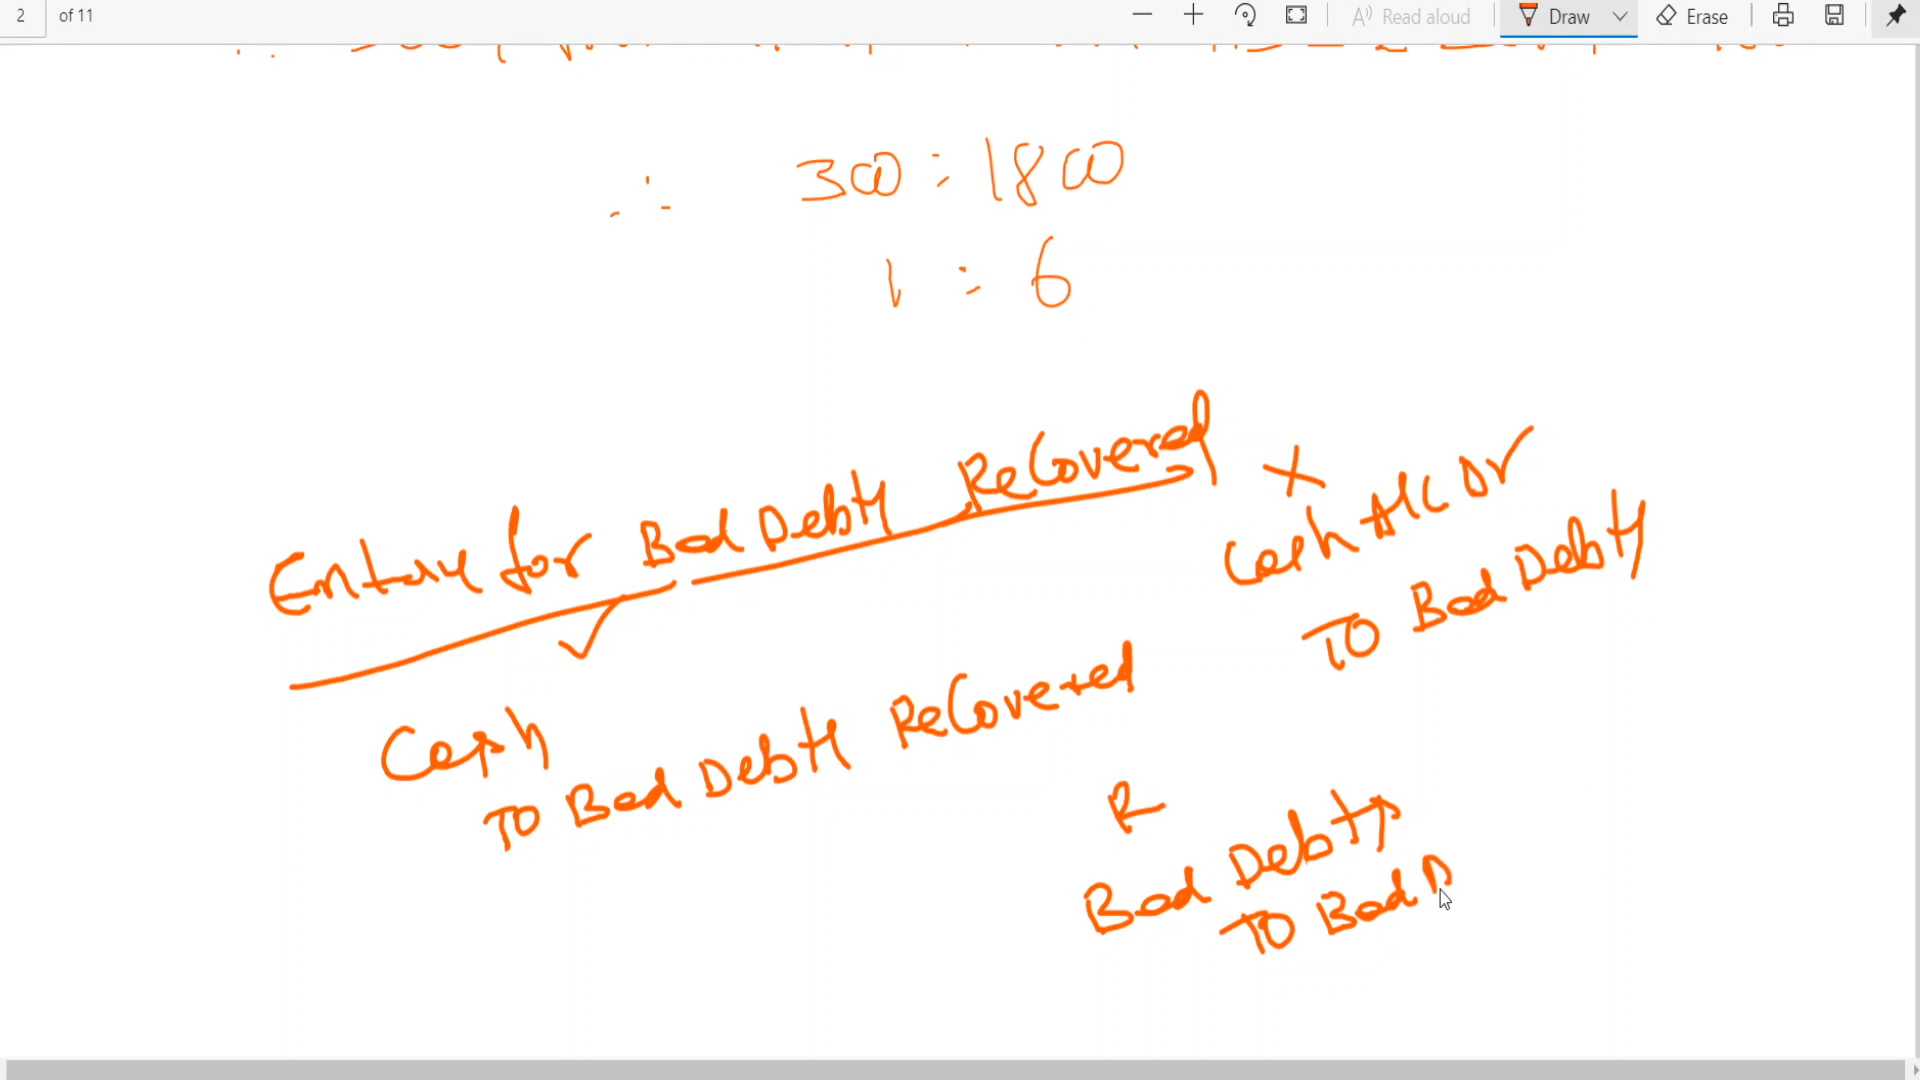 2 of 11 Read aloud Draw Erase
∴ 300 : 1800
1 : 6
Entry for Bad Debts Recovered
X
Cash A/c Dr
To Bad Debts
✓
Cash
To Bad Debts Recovered
R
Bad Debts
To Bad D